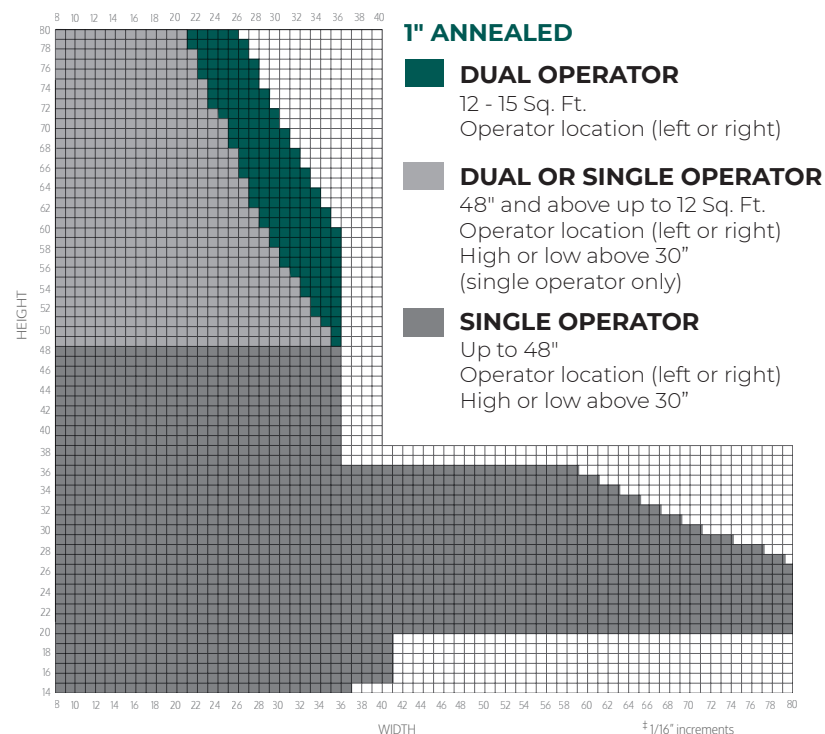 8 10 12 14 16 18 20 22 24 26 28 30 32 34 36 38 40
1" ANNEALED
DUAL OPERATOR
12 - 15 Sq. Ft.
Operator location (left or right)
DUAL OR SINGLE OPERATOR
48" and above up to 12 Sq. Ft.
Operator location (left or right)
High or low above 30”
(single operator only)
SINGLE OPERATOR
Up to 48"
Operator location (left or right)
High or low above 30”
HEIGHT
80
78
76
74
72
70
68
66
64
62
60
58
56
54
52
50
48
46
44
42
40
38
36
34
32
30
28
26
24
22
20
18
16
14
8 10 12 14 16 18 20 22 24 26 28 30 32 34 36 38 40 42 44 46 48 50 52 54 56 58 60 62 64 66 68 70 72 74 76 78 80
WIDTH
‡ 1/16" increments